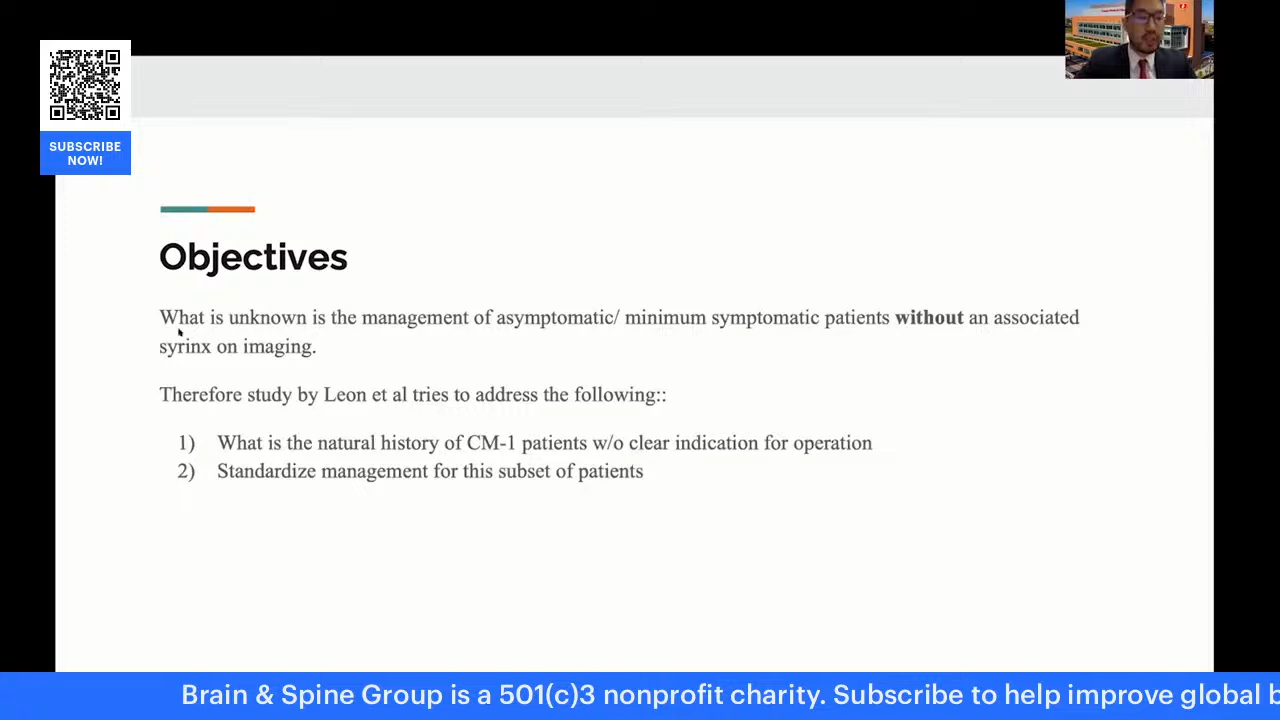 SUBSCRIBE
NOW!
Objectives
What is unknown is the management of asymptomatic/ minimum symptomatic patients without an associated
syrinx on imaging.
Therefore study by Leon et al tries to address the following::
1) What is the natural history of CM-1 patients w/o clear indication for operation
2) Standardize management for this subset of patients
Brain & Spine Group is a 501(c)3 nonprofit charity. Subscribe to help improve global b